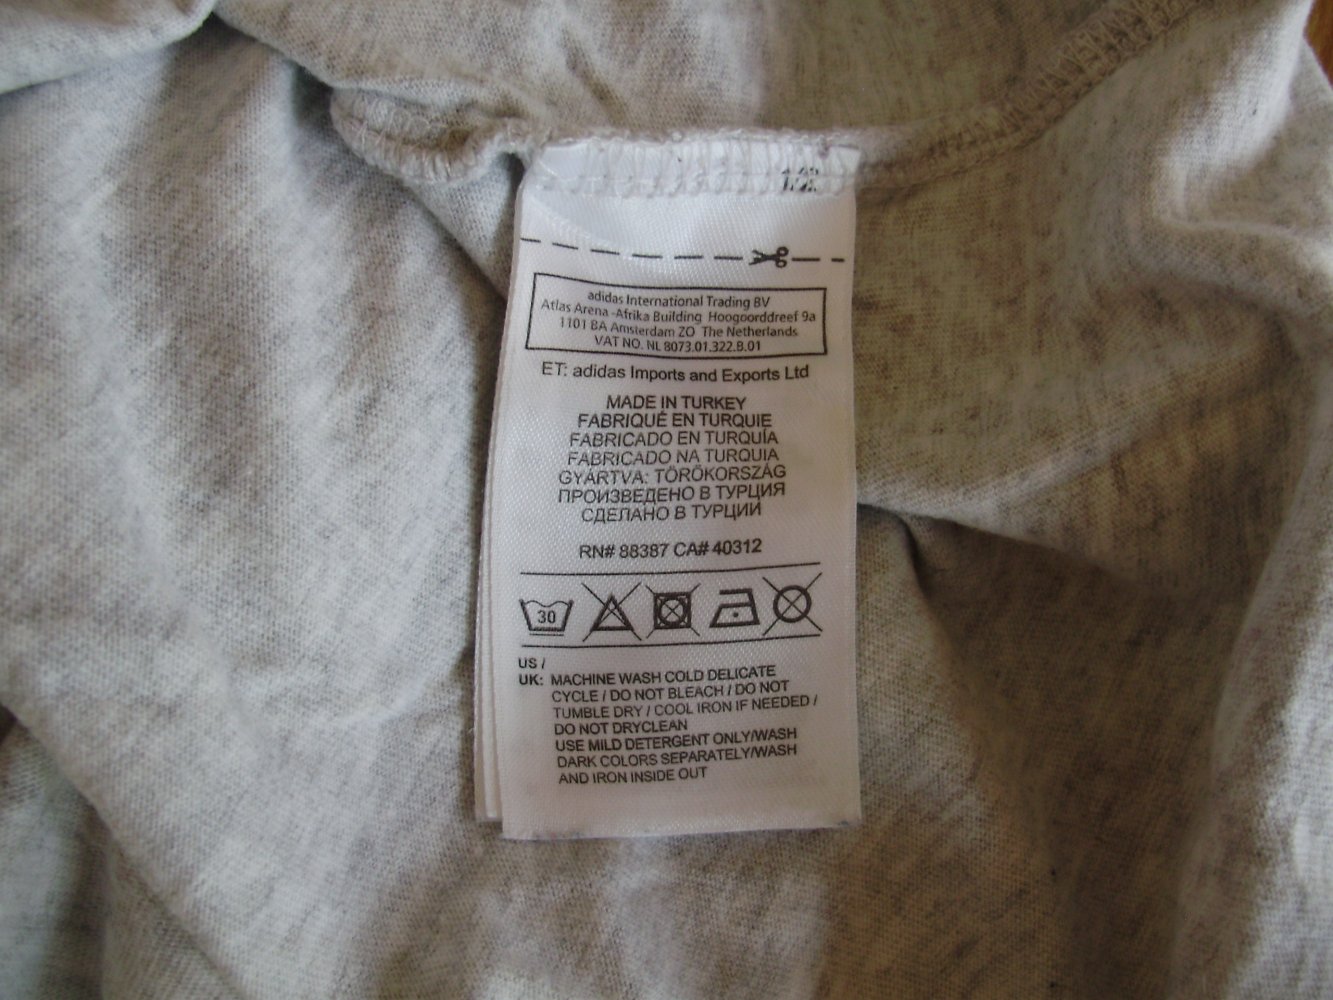 adidas International Trading BV
Atlas Arena -Afrika Building Hoogoorddreef 9a
1101 BA Amsterdam ZO The Netherlands
VAT NO. NL 8073.01.322.B.01
ET: adidas Imports and Exports Ltd
MADE IN TURKEY
FABRIQUÉ EN TURQUIE
FABRICADO EN TURQUÍA
FABRICADO NA TURQUIA
GYÁRTVA: TÖRÖKORSZÁG
ПРОИЗВЕДЕНО В ТУРЦИЯ
СДЕЛАНО В ТУРЦИИ
RN# 88387 CA# 40312
30
US /
UK: MACHINE WASH COLD DELICATE
CYCLE / DO NOT BLEACH / DO NOT
TUMBLE DRY / COOL IRON IF NEEDED /
DO NOT DRYCLEAN
USE MILD DETERGENT ONLY/WASH
DARK COLORS SEPARATELY/WASH
AND IRON INSIDE OUT